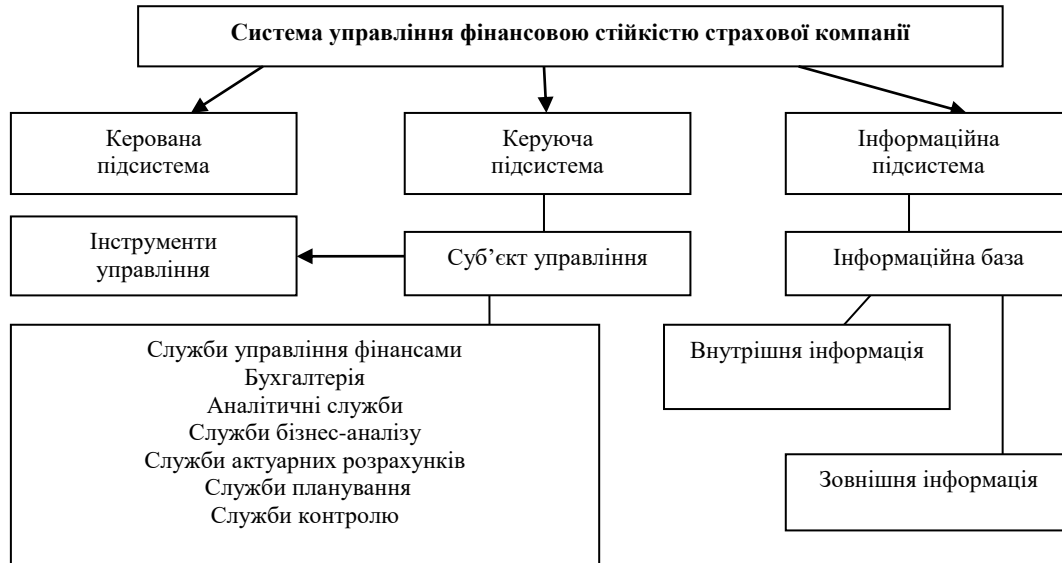 Система управління фінансовою стійкістю страхової компанії
Керована
підсистема
Керуюча
підсистема
Інформаційна
підсистема
Інструменти
управління
Суб’єкт управління
Інформаційна база
Служби управління фінансами
Бухгалтерія
Аналітичні служби
Служби бізнес-аналізу
Служби актуарних розрахунків
Служби планування
Служби контролю
Внутрішня інформація
Зовнішня інформація